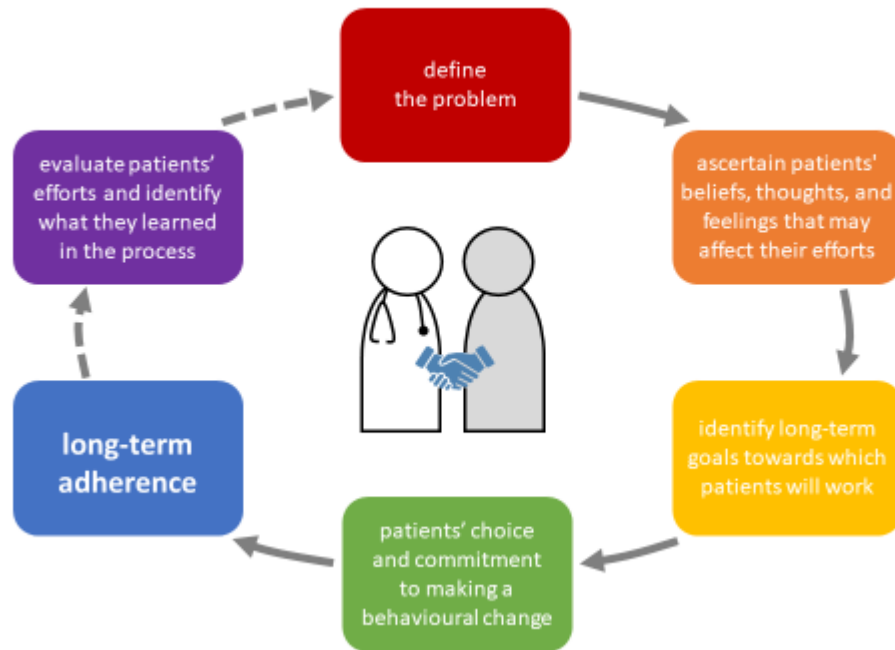 define
the problem
ascertain patients'
beliefs, thoughts, and
feelings that may
affect their efforts
identify long-term
goals towards which
patients will work
patients’ choice
and commitment
to making a
behavioural change
long-term
adherence
evaluate patients’
efforts and identify
what they learned
in the process